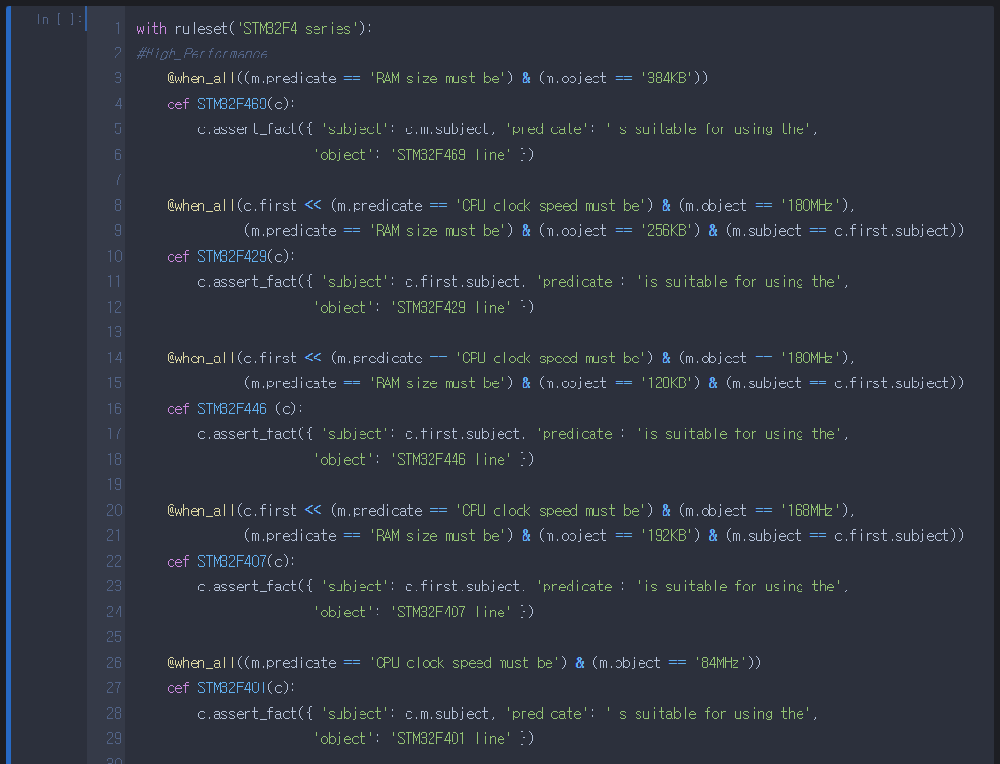 In [ ]:
1 with ruleset('STM32F4 series'):
2 #High_Performance
3     @when_all((m.predicate == 'RAM size must be') & (m.object == '384KB'))
4     def STM32F469(c):
5         c.assert_fact({ 'subject': c.m.subject, 'predicate': 'is suitable for using the',
6                        'object': 'STM32F469 line' })
7
8     @when_all(c.first << (m.predicate == 'CPU clock speed must be') & (m.object == '180MHz'),
9               (m.predicate == 'RAM size must be') & (m.object == '256KB') & (m.subject == c.first.subject))
10     def STM32F429(c):
11         c.assert_fact({ 'subject': c.first.subject, 'predicate': 'is suitable for using the',
12                        'object': 'STM32F429 line' })
13
14     @when_all(c.first << (m.predicate == 'CPU clock speed must be') & (m.object == '180MHz'),
15               (m.predicate == 'RAM size must be') & (m.object == '128KB') & (m.subject == c.first.subject))
16     def STM32F446 (c):
17         c.assert_fact({ 'subject': c.first.subject, 'predicate': 'is suitable for using the',
18                        'object': 'STM32F446 line' })
19
20     @when_all(c.first << (m.predicate == 'CPU clock speed must be') & (m.object == '168MHz'),
21               (m.predicate == 'RAM size must be') & (m.object == '192KB') & (m.subject == c.first.subject))
22     def STM32F407(c):
23         c.assert_fact({ 'subject': c.first.subject, 'predicate': 'is suitable for using the',
24                        'object': 'STM32F407 line' })
25
26     @when_all((m.predicate == 'CPU clock speed must be') & (m.object == '84MHz'))
27     def STM32F401(c):
28         c.assert_fact({ 'subject': c.m.subject, 'predicate': 'is suitable for using the',
29                        'object': 'STM32F401 line' })
30